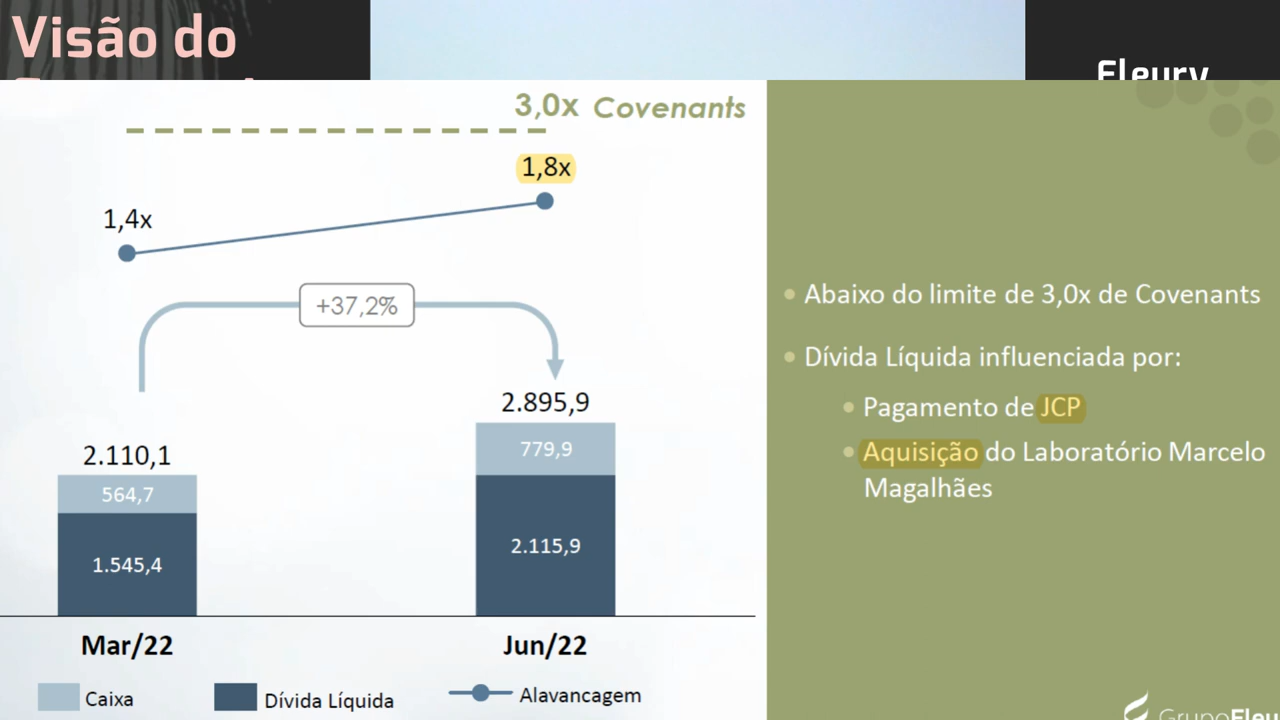 Visão do
Fleury
3,0x Covenants
1,8x
1,4x
+37,2%
2.895,9
779,9
2.110,1
564,7
2.115,9
1.545,4
Mar/22
Jun/22
Caixa
Dívida Líquida
Alavancagem
Abaixo do limite de 3,0x de Covenants
Dívida Líquida influenciada por:
Pagamento de JCP
Aquisição do Laboratório Marcelo
Magalhães
GrupoFleu